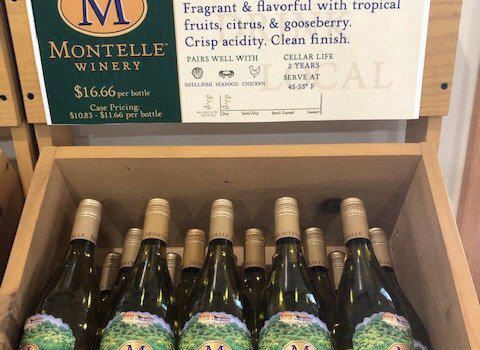 M
MONTELLE™
WINERY
$16.66 per bottle
Case Pricing:
$10.83 - $11.66 per bottle
Fragrant & flavorful with tropical
fruits, citrus, & gooseberry.
Crisp acidity. Clean finish.
PAIRS WELL WITH
SHELLFISH SEAFOOD CHICKEN
CELLAR LIFE
2 YEARS
SERVE AT
45-55° F
LOCAL
Dry Semi-Dry Semi-Sweet Sweet
MONTELLE
M
M
M
M